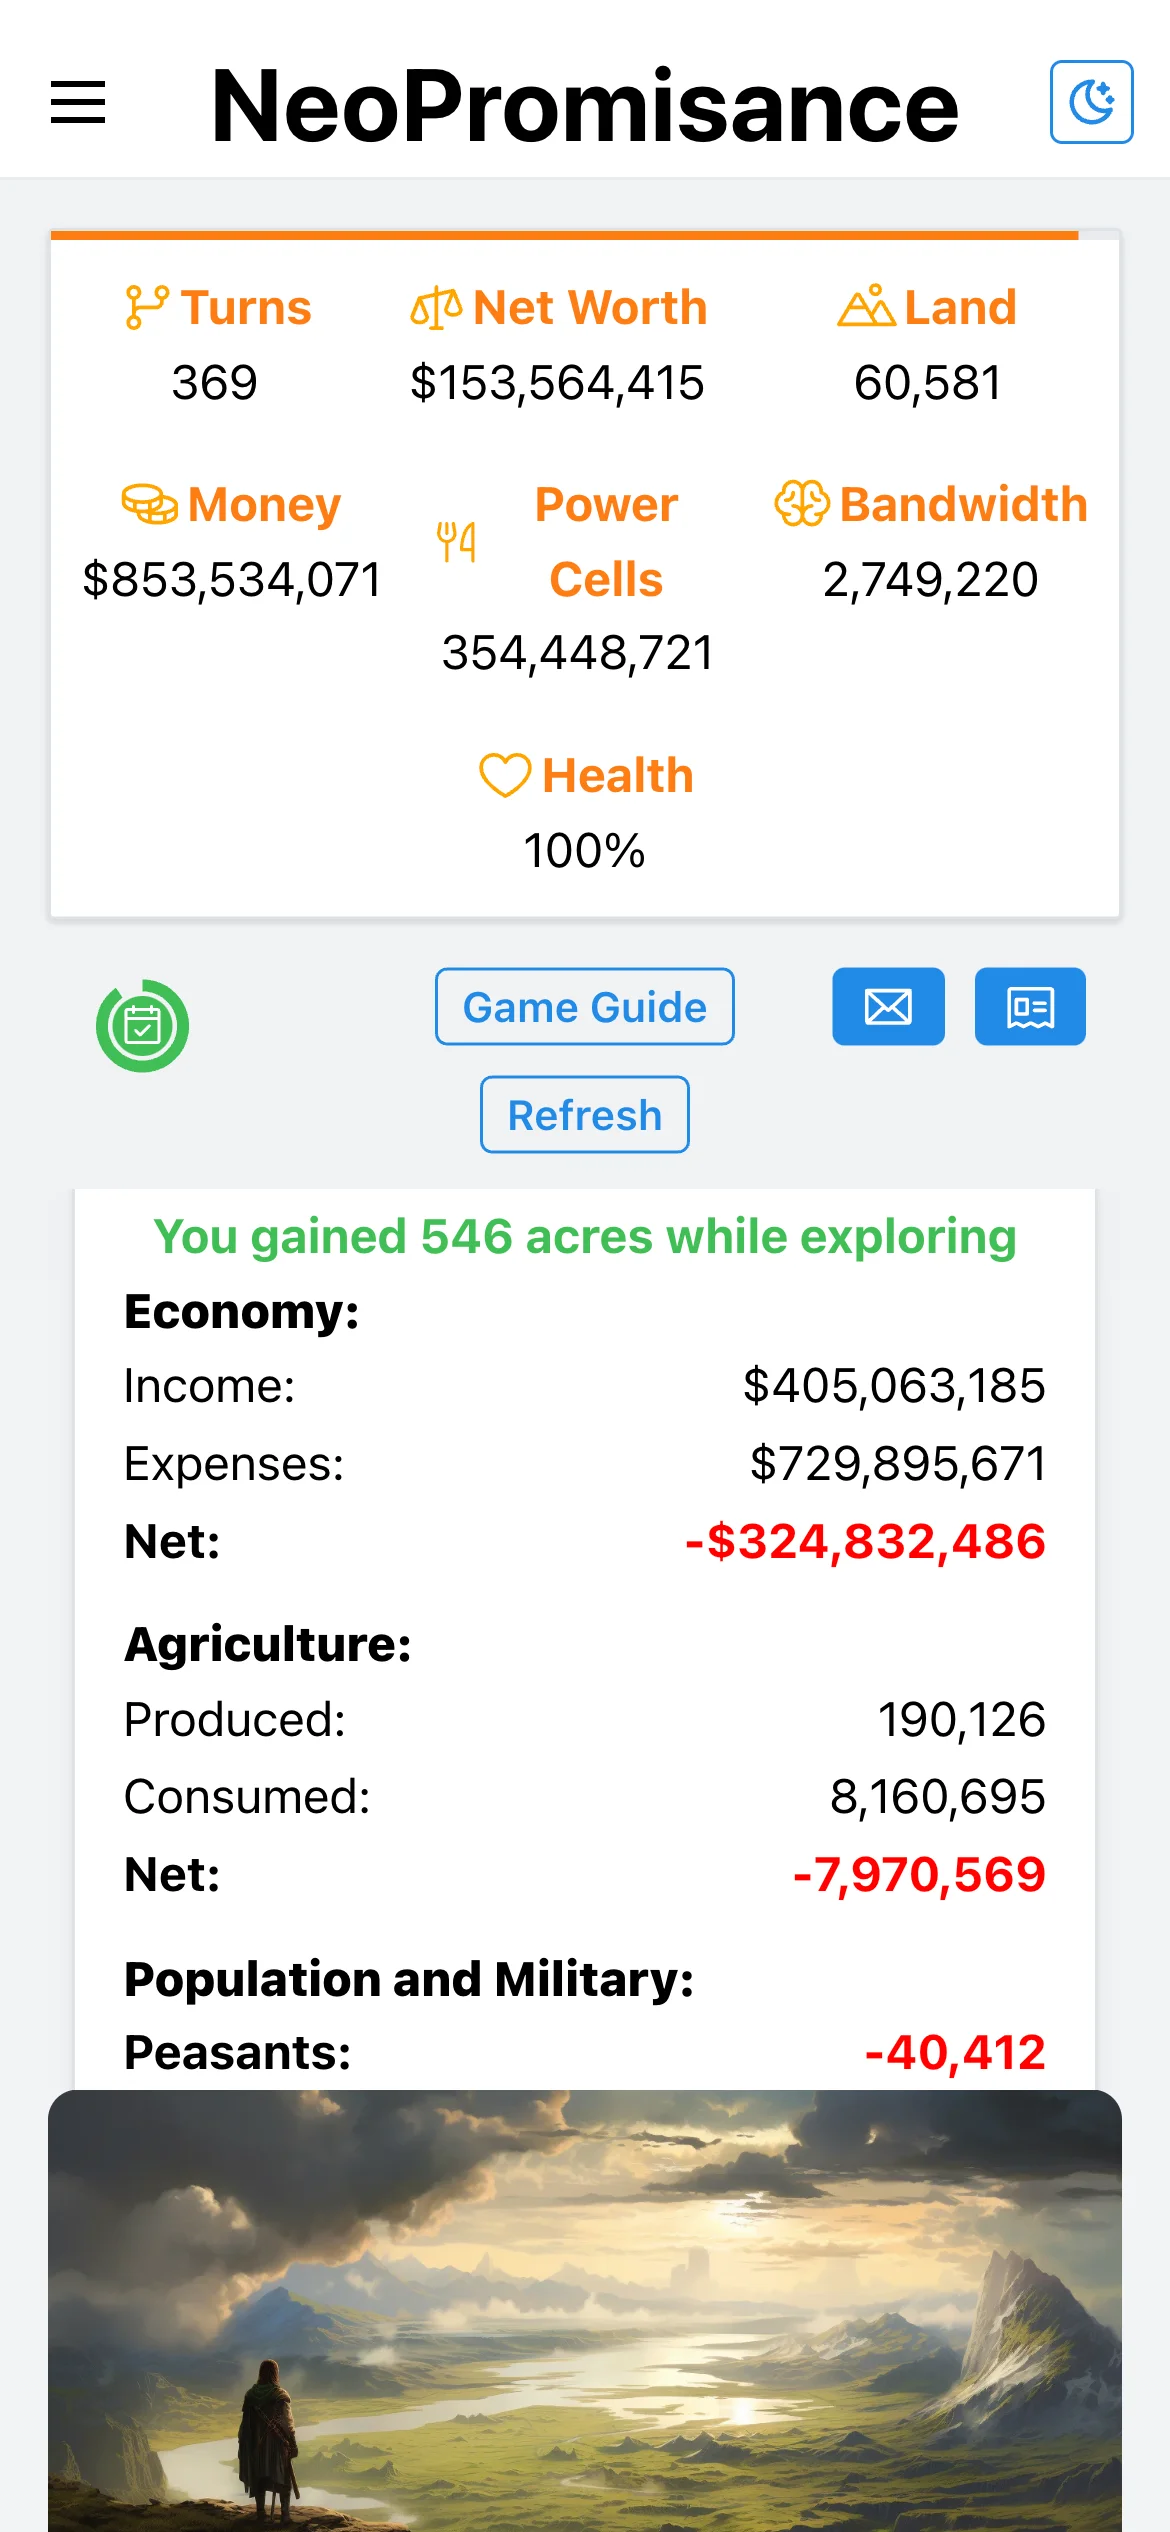 NeoPromisance
Turns
369
Net Worth
$153,564,415
Land
60,581
Money
$853,534,071
Power
Cells
354,448,721
Bandwidth
2,749,220
Health
100%
Game Guide
Refresh
You gained 546 acres while exploring
Economy:
Income: $405,063,185
Expenses: $729,895,671
Net: -$324,832,486
Agriculture:
Produced: 190,126
Consumed: 8,160,695
Net: -7,970,569
Population and Military:
Peasants: -40,412